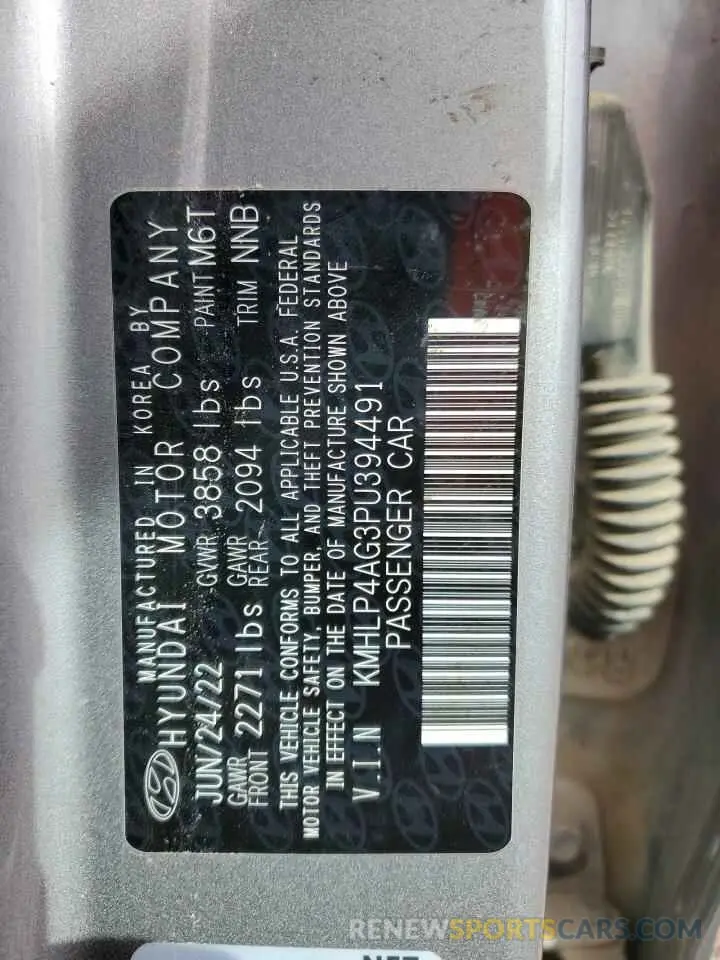 MANUFACTURED IN KOREA BY
HYUNDAI MOTOR COMPANY
JUN/24/22 GVWR 3858 lbs PAINT M6T
GAWR FRONT 2271 lbs GAWR REAR 2094 lbs TRIM NNB
THIS VEHICLE CONFORMS TO ALL APPLICABLE U.S.A. FEDERAL
MOTOR VEHICLE SAFETY, BUMPER, AND THEFT PREVENTION STANDARDS
IN EFFECT ON THE DATE OF MANUFACTURE SHOWN ABOVE
V.I.N KMHLP4AG3PU394491
PASSENGER CAR
RENEWSPORTSCARS.COM